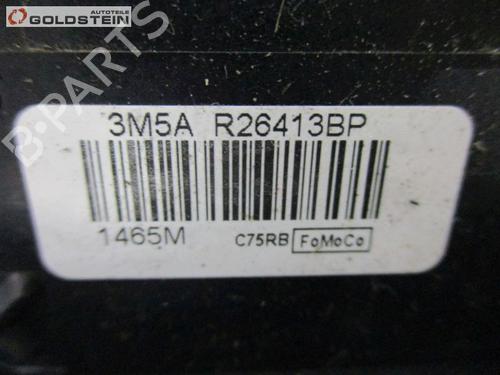 AUTOTEILE
GOLDSTEIN
B-PARTS
3M5A R26413BP
1465M
C75RB FoMoCo